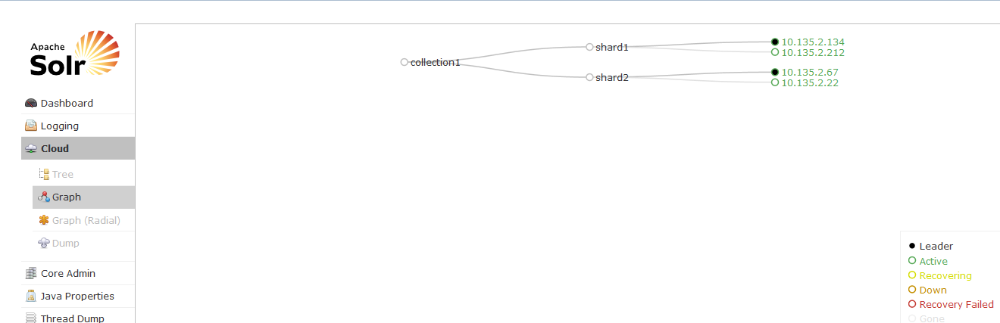 Apache
Solr
Dashboard
Logging
Cloud
Tree
Graph
Graph (Radial)
Dump
Core Admin
Java Properties
Thread Dump
collection1
shard1
shard2
10.135.2.134
10.135.2.212
10.135.2.67
10.135.2.22
Leader
Active
Recovering
Down
Recovery Failed
Gone